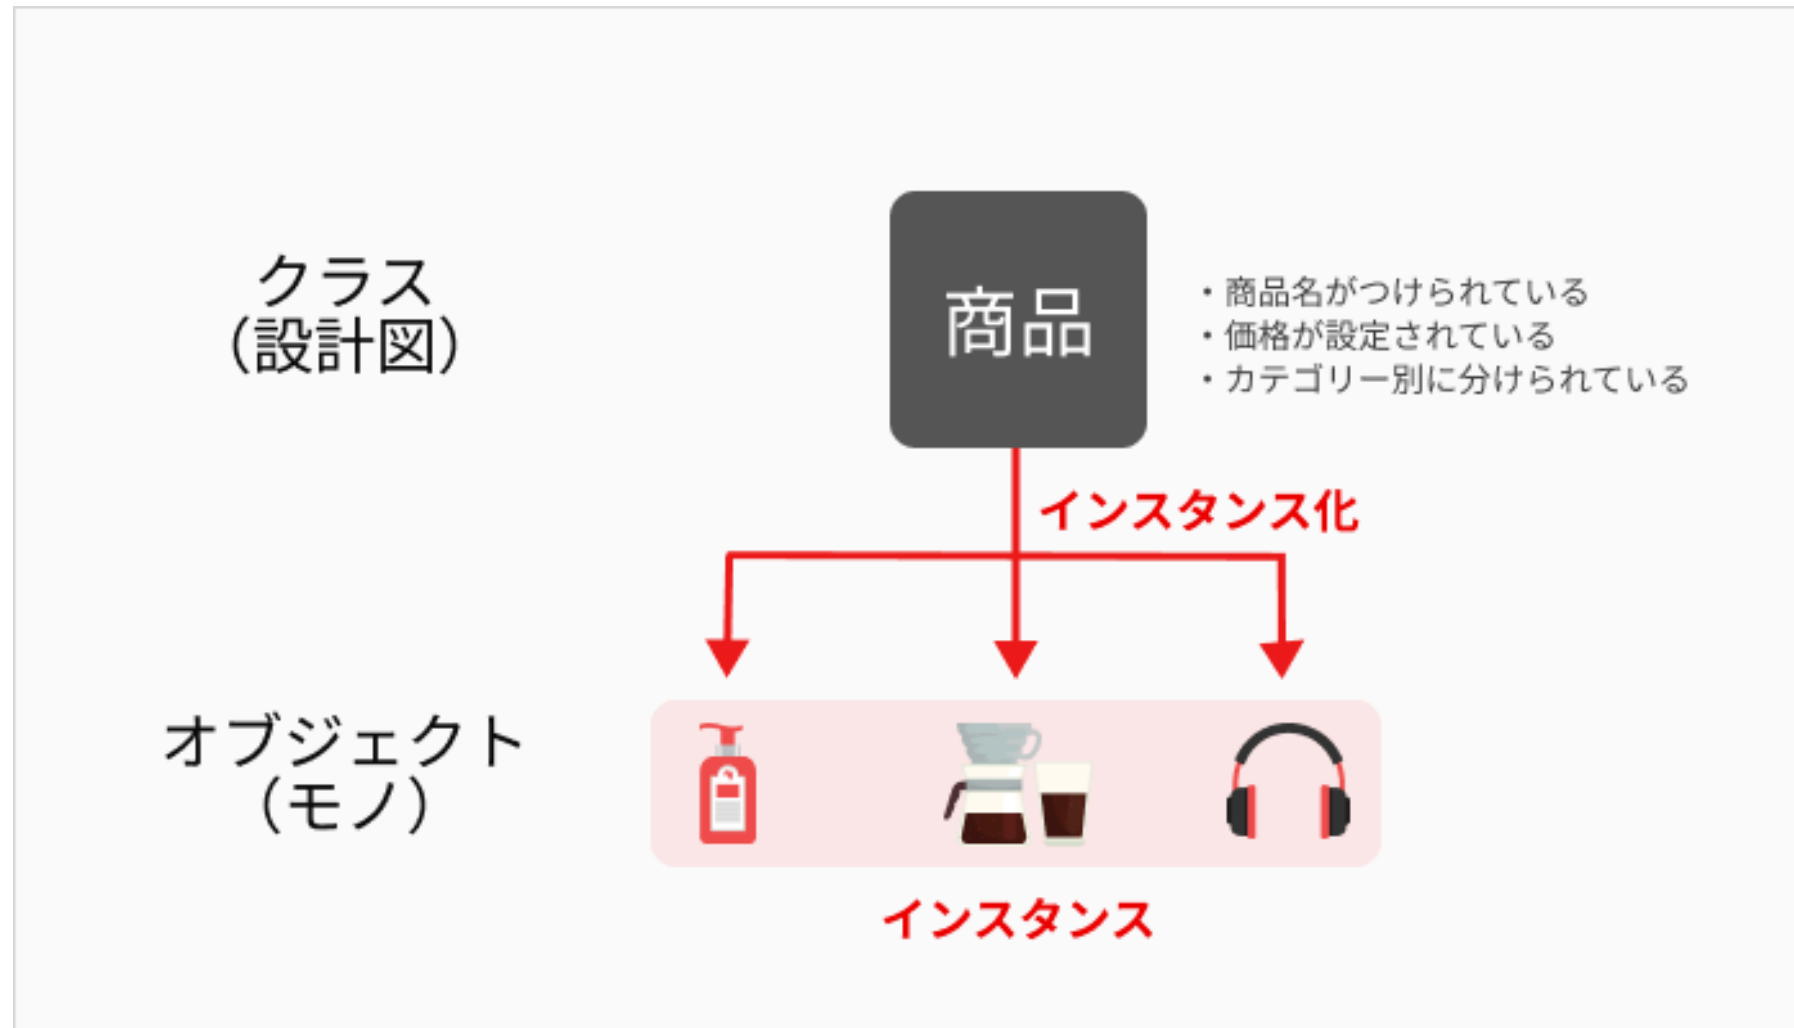 クラス
（設計図）
商品
・商品名がつけられている
・価格が設定されている
・カテゴリー別に分けられている
インスタンス化
オブジェクト
（モノ）
インスタンス